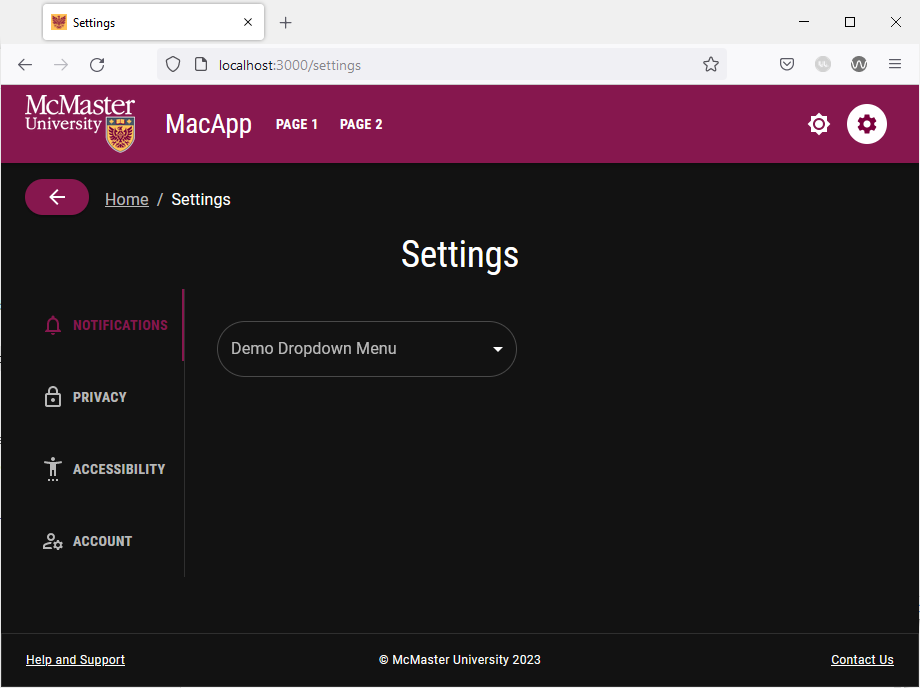 Settings
localhost:3000/settings
McMaster
University
MacApp
PAGE 1
PAGE 2
Home / Settings
Settings
NOTIFICATIONS
Demo Dropdown Menu
PRIVACY
ACCESSIBILITY
ACCOUNT
Help and Support
© McMaster University 2023
Contact Us